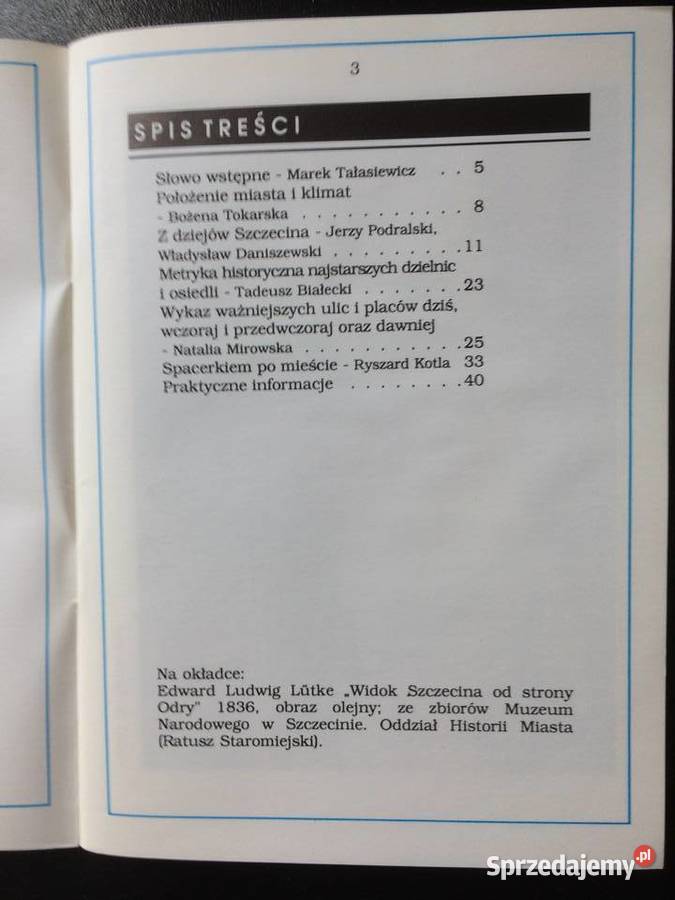 3
SPIS TREŚCI
Słowo wstępne - Marek Tałasiewicz . . 5
Położenie miasta i klimat
- Bożena Tokarska . . . . . . . . . . . 8
Z dziejów Szczecina - Jerzy Podralski,
Władysław Daniszewski . . . . . . . . . 11
Metryka historyczna najstarszych dzielnic
i osiedli - Tadeusz Białecki . . . . . . . 23
Wykaz ważniejszych ulic i placów dziś,
wczoraj i przedwczoraj oraz dawniej
- Natalia Mirowska . . . . . . . . . . . 25
Spacerkiem po mieście - Ryszard Kotla 33
Praktyczne informacje . . . . . . . . 40
Na okładce:
Edward Ludwig Lütke „Widok Szczecina od strony
Odry" 1836, obraz olejny; ze zbiorów Muzeum
Narodowego w Szczecinie. Oddział Historii Miasta
(Ratusz Staromiejski).
Sprzedajemy.pl